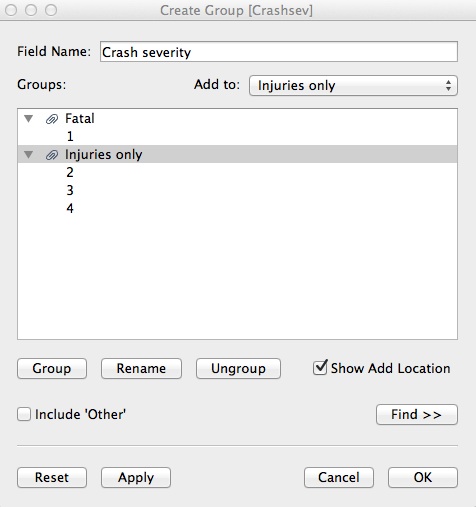 Create Group [Crashsev]
Field Name: Crash severity
Groups: Add to: Injuries only
Fatal
1
Injuries only
2
3
4
Group Rename Ungroup Show Add Location
Include 'Other' Find >>
Reset Apply Cancel OK